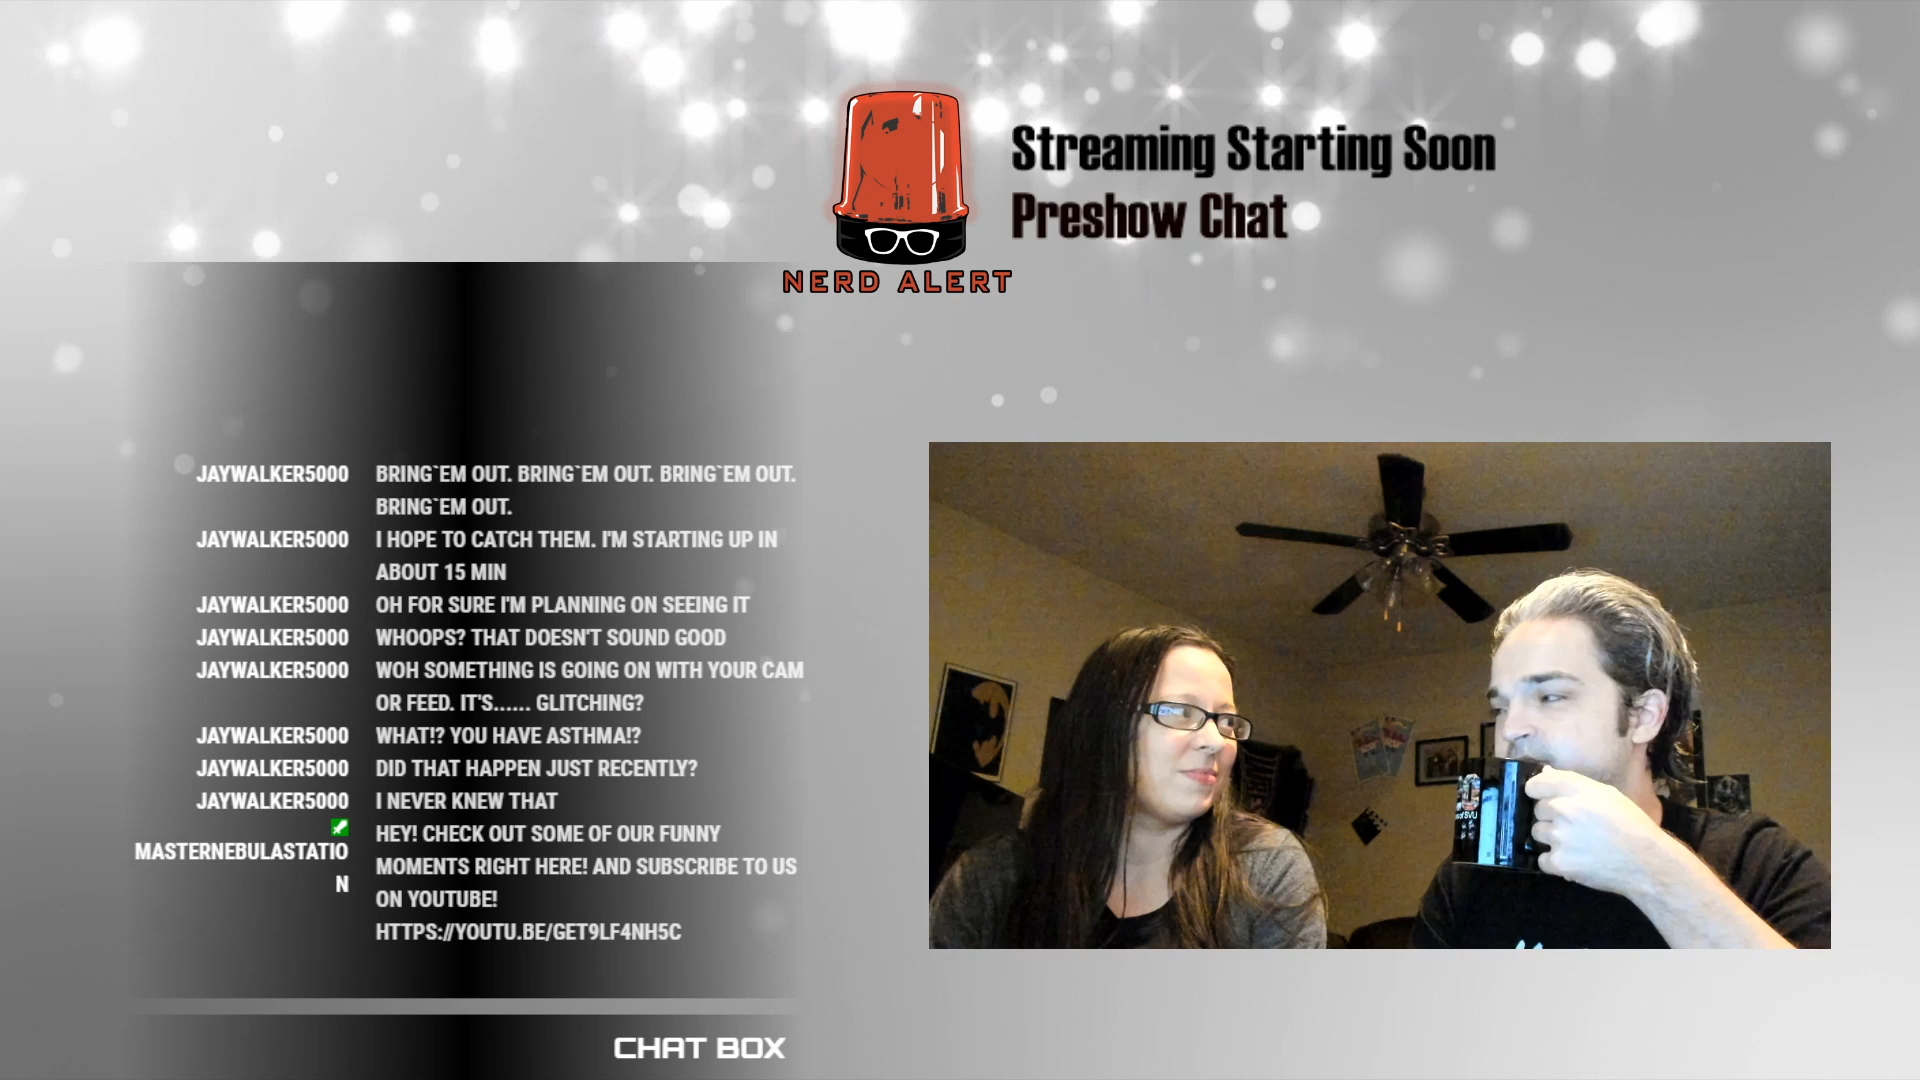 Streaming Starting Soon
Preshow Chat
NERD ALERT
JAYWALKER5000 BRING`EM OUT. BRING`EM OUT. BRING`EM OUT.
BRING`EM OUT.
JAYWALKER5000 I HOPE TO CATCH THEM. I'M STARTING UP IN
ABOUT 15 MIN
JAYWALKER5000 OH FOR SURE I'M PLANNING ON SEEING IT
JAYWALKER5000 WHOOPS? THAT DOESN'T SOUND GOOD
JAYWALKER5000 WOH SOMETHING IS GOING ON WITH YOUR CAM
OR FEED. IT'S...... GLITCHING?
JAYWALKER5000 WHAT!? YOU HAVE ASTHMA!?
JAYWALKER5000 DID THAT HAPPEN JUST RECENTLY?
JAYWALKER5000 I NEVER KNEW THAT
MASTERNEBULASTATIO
N
HEY! CHECK OUT SOME OF OUR FUNNY
MOMENTS RIGHT HERE! AND SUBSCRIBE TO US
ON YOUTUBE!
HTTPS://YOUTU.BE/GET9LF4NH5C
CHAT BOX